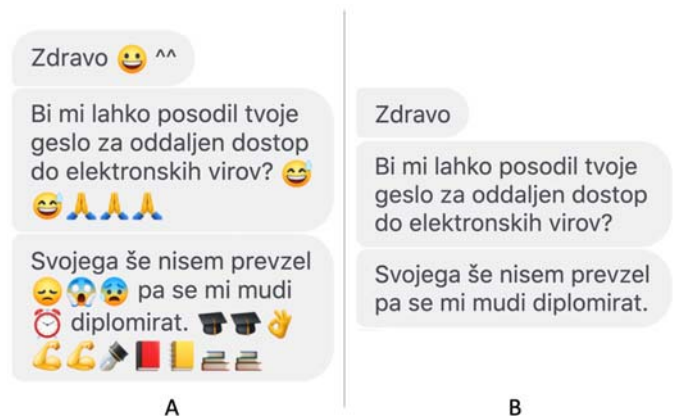 Zdravo 😀 ^^
Bi mi lahko posodil tvoje
geslo za oddaljen dostop
do elektronskih virov? 😅
😅🙏🙏🙏
Svojega še nisem prevzel
😞😱😰 pa se mi mudi
⏰ diplomirat. 🎓🎓👌
💪💪🖋📕📒📚📚
A
Zdravo
Bi mi lahko posodil tvoje
geslo za oddaljen dostop
do elektronskih virov?
Svojega še nisem prevzel
pa se mi mudi diplomirat.
B